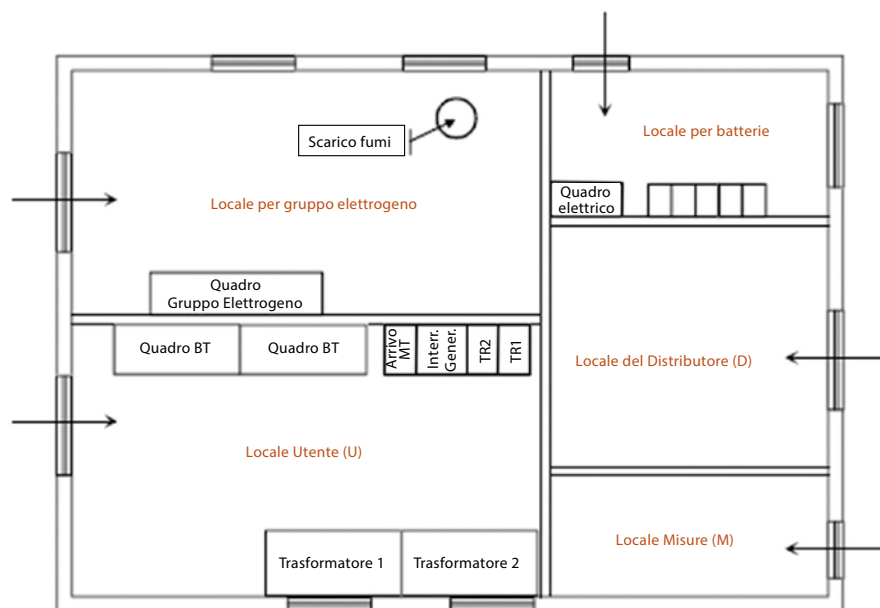 Scarico fumi
Locale per batterie
Locale per gruppo elettrogeno
Quadro
elettrico
Quadro
Gruppo Elettrogeno
Quadro BT
Quadro BT
Arrivo
MT
Interr.
Gener.
TR2
TR1
Locale del Distributore (D)
Locale Utente (U)
Locale Misure (M)
Trasformatore 1
Trasformatore 2